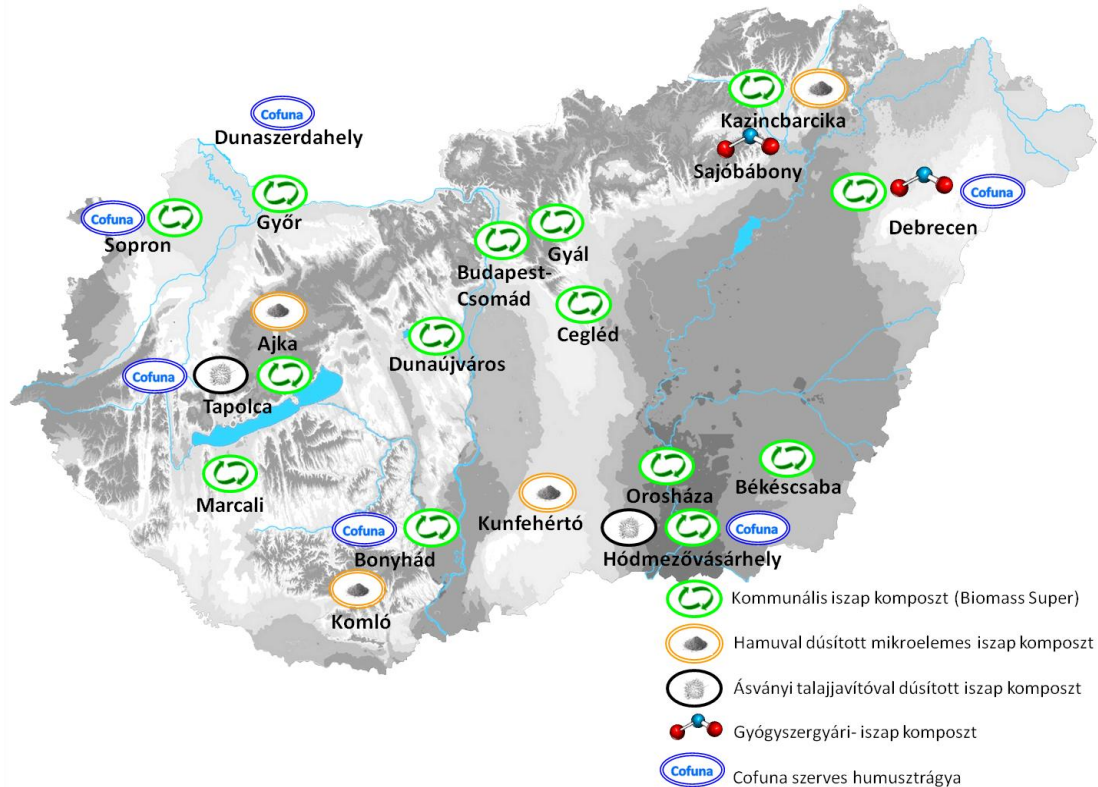 Cofuna
Dunaszerdahely
Kazincbarcika
Sajóbábony
Cofuna
Sopron
Győr
Cofuna
Debrecen
Budapest-
Csomád
Gyál
Cegléd
Ajka
Dunaújváros
Cofuna
Tapolca
Marcali
Kunfehértó
Orosháza
Békéscsaba
Cofuna
Bonyhád
Cofuna
Hódmezővásárhely
Komló
Kommunális iszap komposzt (Biomass Super)
Hamuval dúsított mikroelemes iszap komposzt
Ásványi talajjavítóval dúsított iszap komposzt
Gyógyszergyári- iszap komposzt
Cofuna
Cofuna szerves humusztrágya